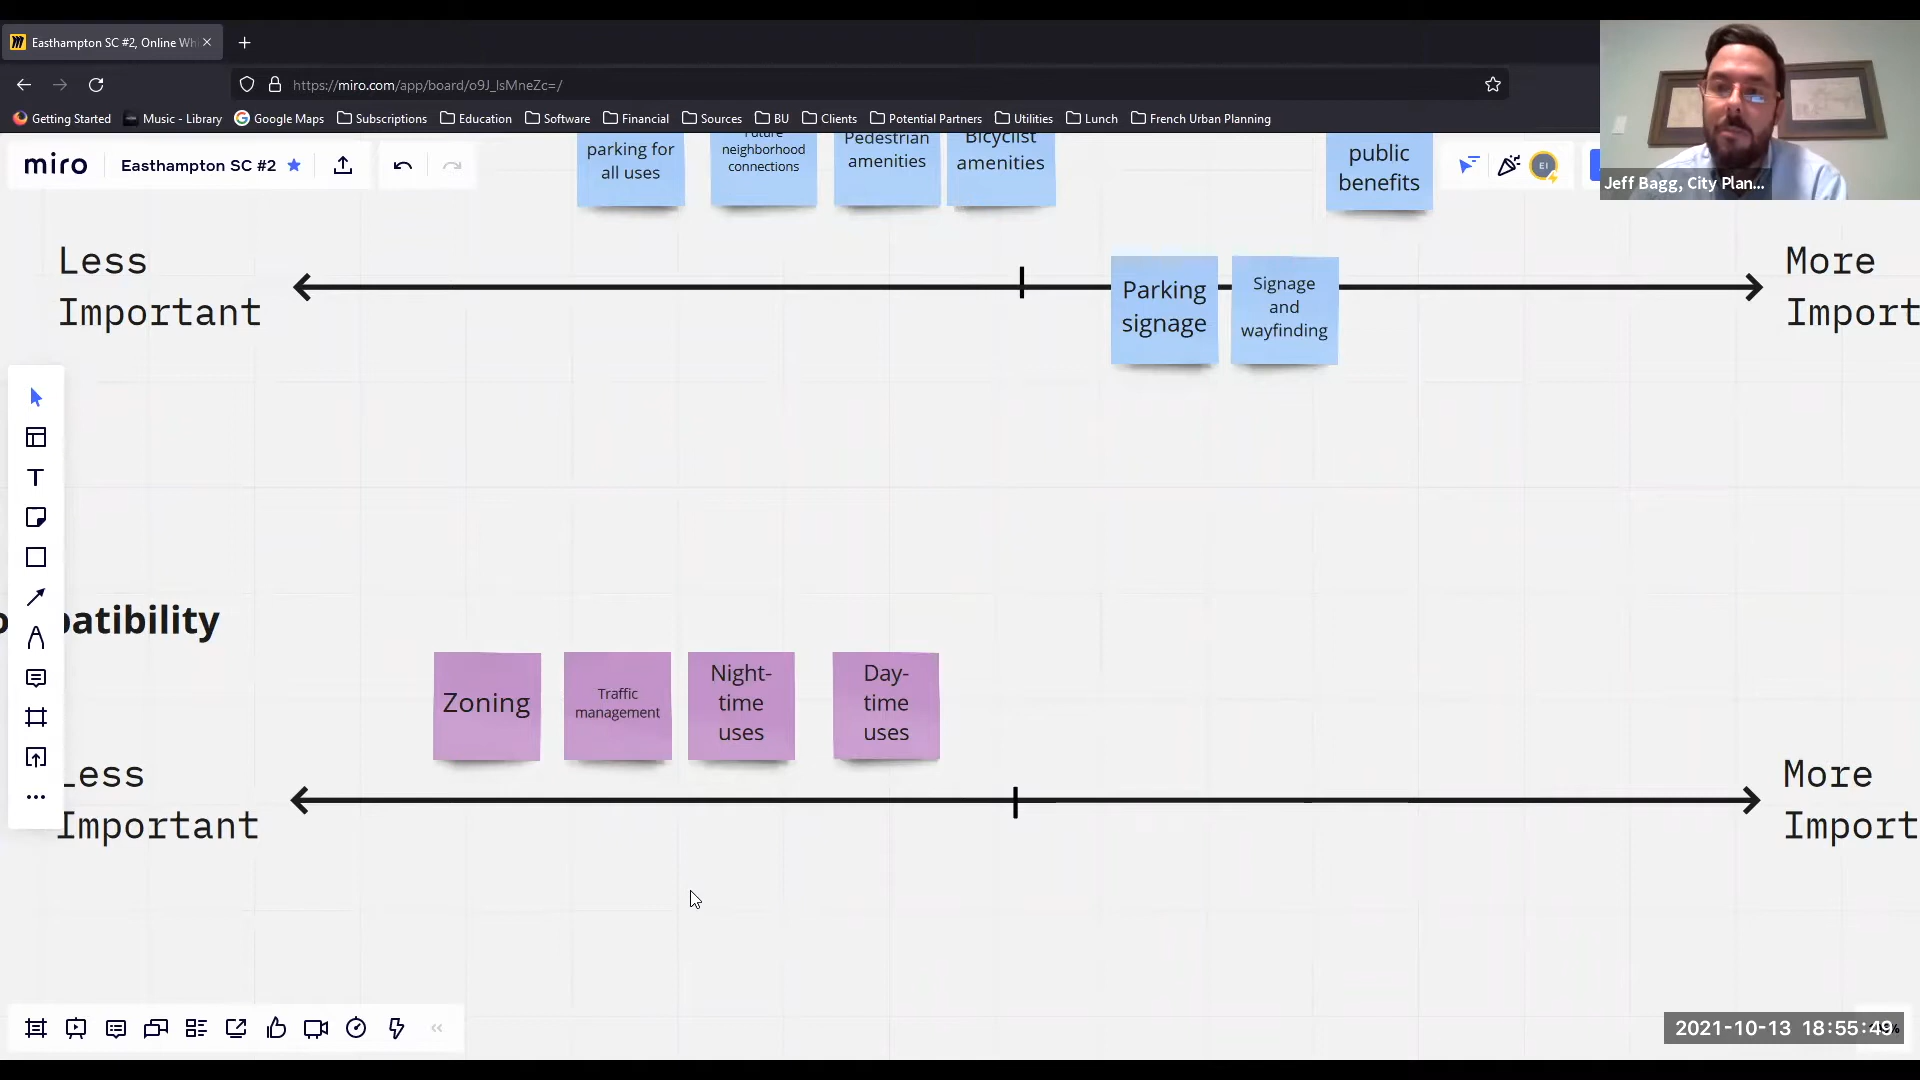 Easthampton SC #2, Online Wh
https://miro.com/app/board/o9J_lsMneZc=/
Getting Started
Music - Library
Google Maps
Subscriptions
Education
Software
Financial
Sources
BU
Clients
Potential Partners
Utilities
Lunch
French Urban Planning
miro
Easthampton SC #2
parking for
all uses
Future
neighborhood
connections
Pedestrian
amenities
Bicyclist
amenities
public
benefits
EI
Jeff Bagg, City Plan...
Less
Important
Parking
signage
Signage
and
wayfinding
More
Import
patibility
Zoning
Traffic
management
Night-
time
uses
Day-
time
uses
Less
Important
More
Import
2021-10-13 18:55:49